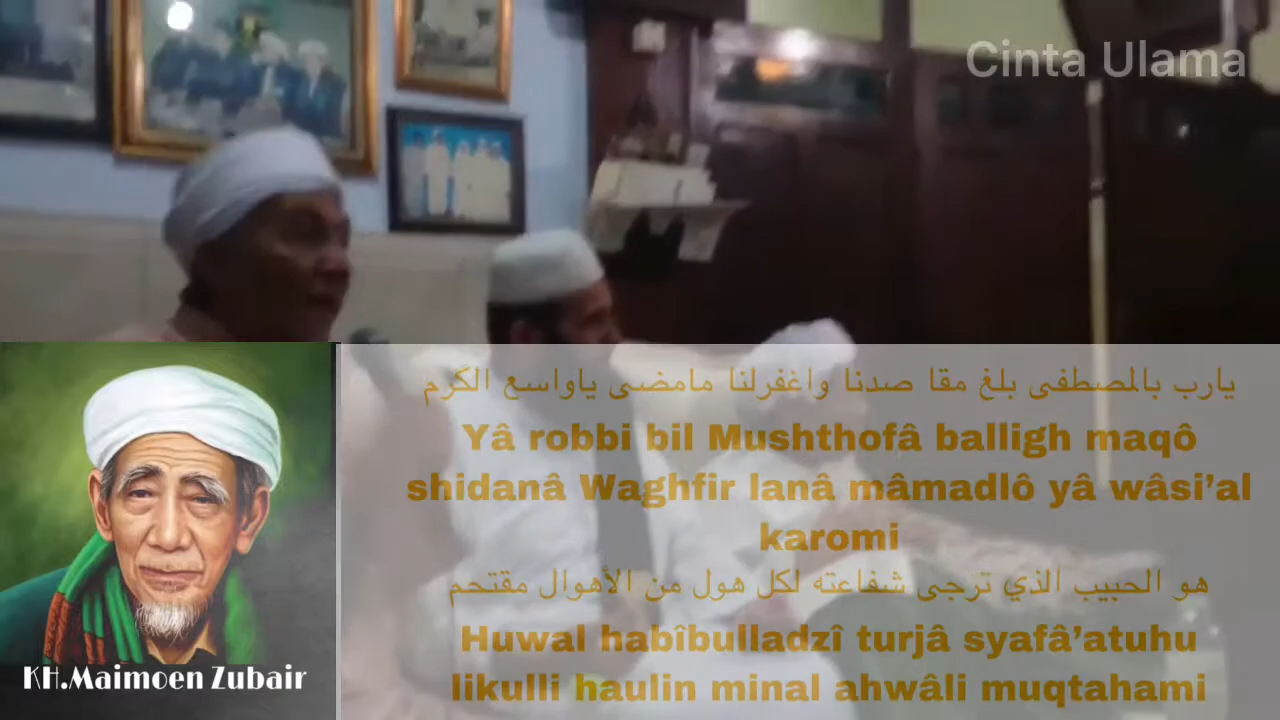 Cinta Ulama
يارب بالمصطفى بلغ مقا صدنا واغفرلنا مامضى ياواسع الكرم
Yâ robbi bil Mushthofâ balligh maqô
shidanâ Waghfir lanâ mâmadlô yâ wâsi’al
karomi
هو الحبيب الذي ترجى شفاعته لكل هول من الأهوال مقتحم
Huwal habîbulladzî turjâ syafâ’atuhu
likulli haulin minal ahwâli muqtahami
KH.Maimoen Zubair